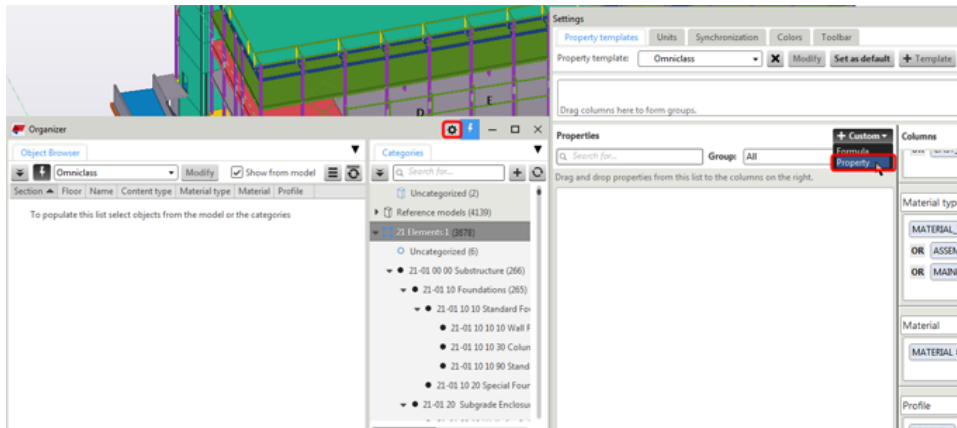 D
E
Organizer
Object Browser
Omniclass
Modify
Show from model
Section
Floor
Name
Content type
Material type
Material
Profile
To populate this list select objects from the model or the categories
Categories
Search for...
Uncategorized (2)
Reference models (4139)
21 Elements 1 (3678)
Uncategorized (6)
21-01 00 00 Substructure (266)
21-01 10 Foundations (265)
21-01 10 10 Standard Fo
21-01 10 10 10 Wall F
21-01 10 10 30 Colun
21-01 10 10 90 Stand
21-01 10 20 Special Four
21-01 20 Subgrade Enclosu
Settings
Property templates
Units
Synchronization
Colors
Toolbar
Property template:
Omniclass
Modify
Set as default
+ Template
Drag columns here to form groups.
Properties
+ Custom
Formula
Property
Search for...
Group:
All
Drag and drop properties from this list to the columns on the right.
Columns
OR
Material typ
MATERIAL_
OR ASSEM
OR MAIN
Material
MATERIAL
Profile